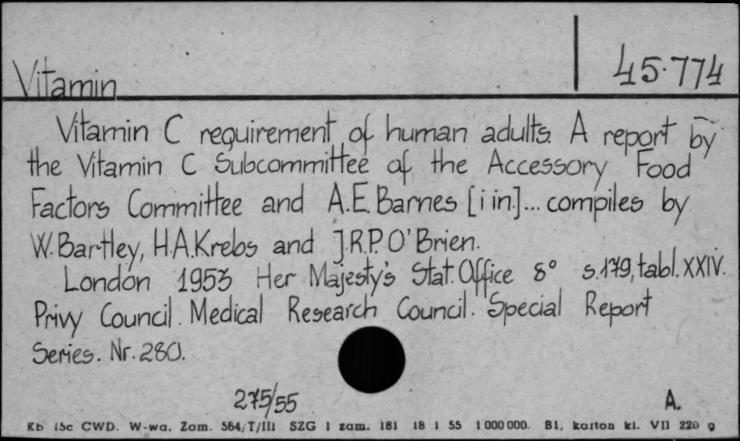 45.774
Vitamin
Vitamin C requirement of human adults. A report by
the Vitamin C Subcommittee of the Accessory Food
Factors Committee and A.E. Barnes [i in.]... compiles by
W. Bartley, H.A. Krebs and J.R.P. O'Brien.
London 1953 Her Majesty's Stat. Office 8° s. 179, tabl. XXIV.
Privy Council. Medical Research Council. Special Report
Series. Nr. 280.
275/55 A.
Kb 15c CWD. W-wa. Zam. 564/T/III SZG 1 zam. 181 18 1 55 1 000 000. Bł. karton kl. VII 220 g